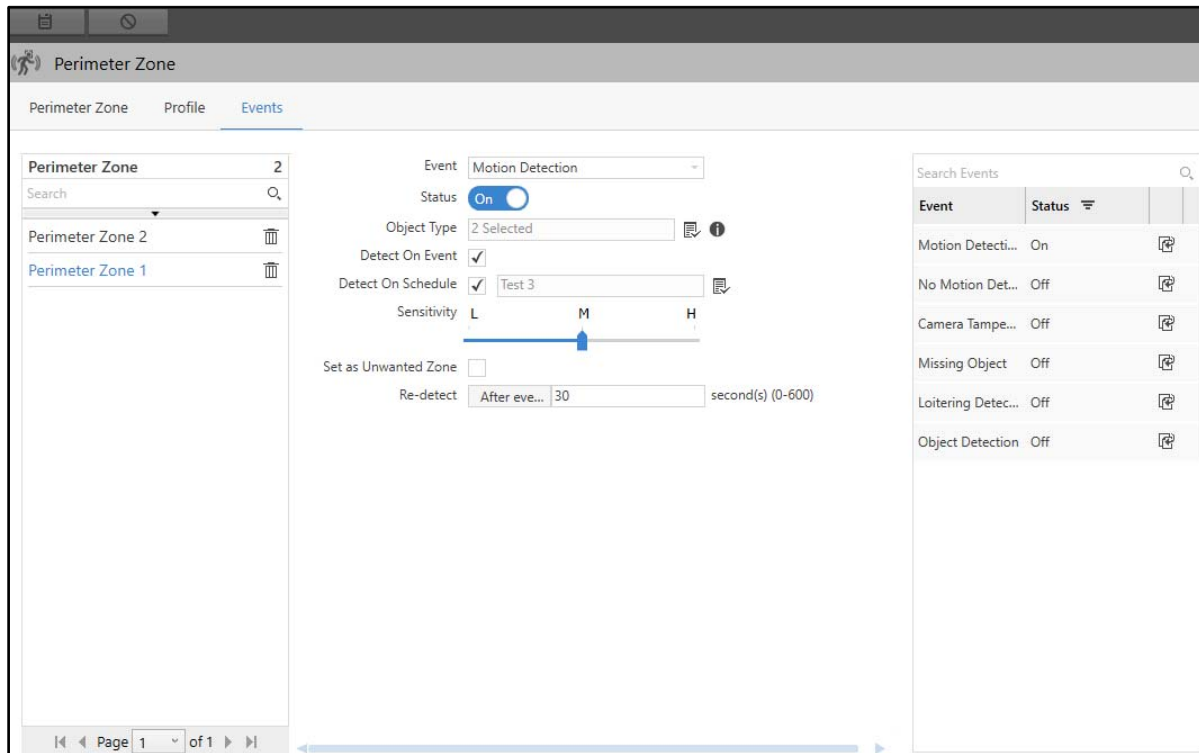 Perimeter Zone
Perimeter Zone Profile Events
Perimeter Zone 2
Search
Perimeter Zone 2
Perimeter Zone 1
Page 1 of 1
Event Motion Detection
Status On
Object Type 2 Selected
Detect On Event
Detect On Schedule Test 3
Sensitivity L M H
Set as Unwanted Zone
Re-detect After eve... 30 second(s) (0-600)
Search Events
Event Status
Motion Detecti... On
No Motion Det... Off
Camera Tampe... Off
Missing Object Off
Loitering Detec... Off
Object Detection Off